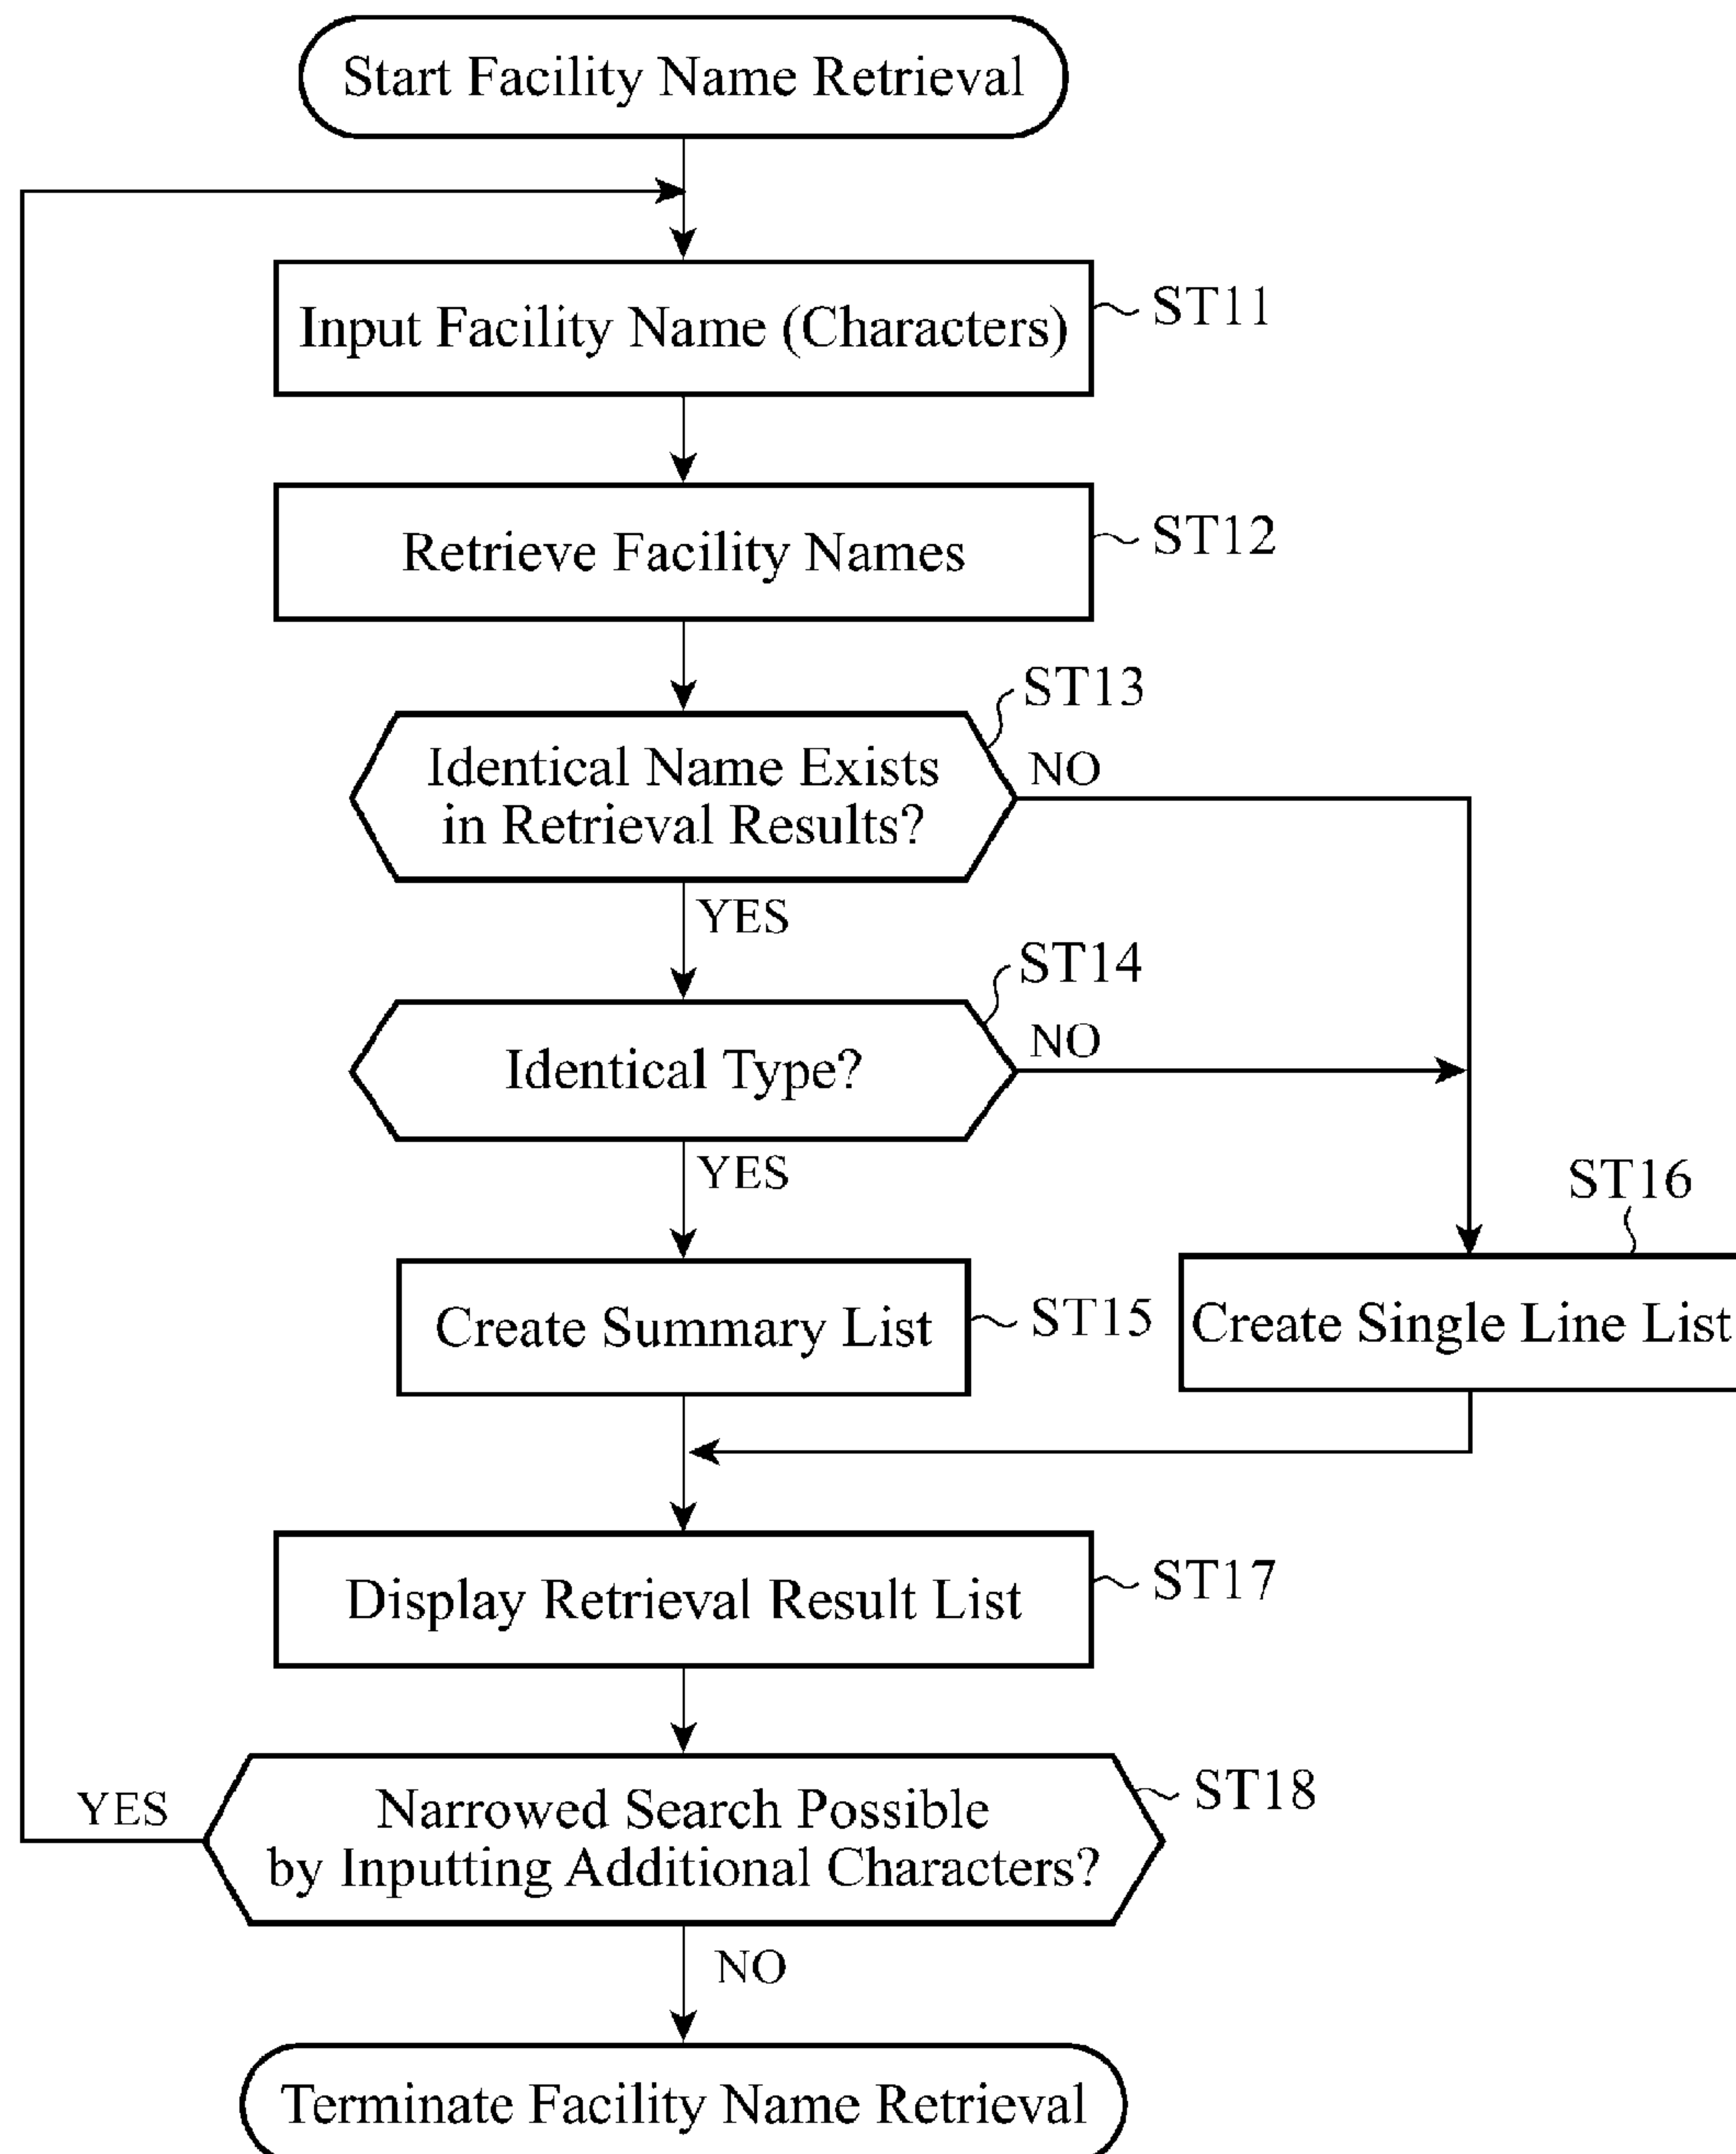 Start Facility Name Retrieval
Input Facility Name (Characters)
ST11
Retrieve Facility Names
ST12
ST13
Identical Name Exists
in Retrieval Results?
NO
YES
ST14
Identical Type?
NO
YES
ST16
Create Summary List
ST15
Create Single Line List
Display Retrieval Result List
ST17
Narrowed Search Possible
by Inputting Additional Characters?
ST18
YES
NO
Terminate Facility Name Retrieval